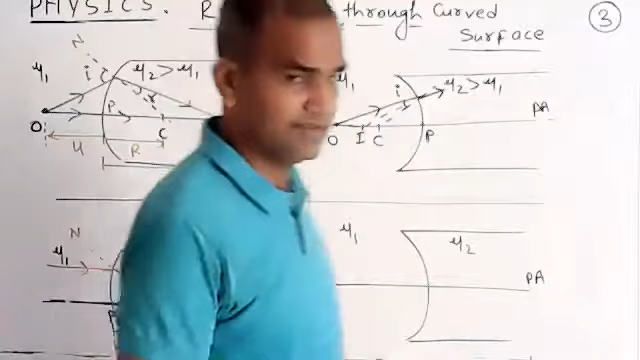 PHYSICS. R through Curved
Surface
3
N
μ1 i μ2 > μ1
r
O P C
u R
μ1 i μ2 > μ1
PA
O I C P
N
μ1
P
μ1 μ2
PA